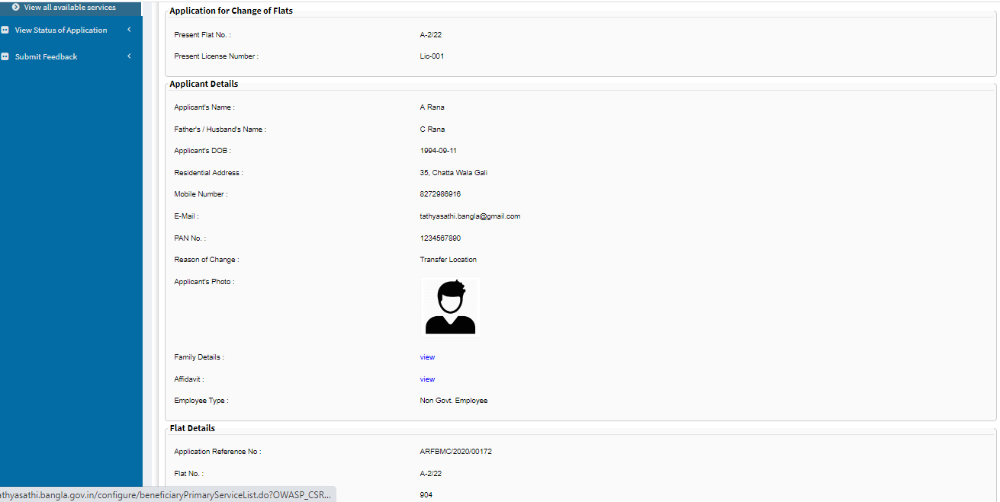 View all available services
View Status of Application
Submit Feedback
Application for Change of Flats
Present Flat No. : A-2/22
Present License Number : Lic-001
Applicant Details
Applicant's Name : A Rana
Father's / Husband's Name : C Rana
Applicant's DOB : 1994-09-11
Residential Address : 35, Chatta Wala Gali
Mobile Number : 8272986916
E-Mail : tathyasathi.bangla@gmail.com
PAN No. : 1234567890
Reason of Change : Transfer Location
Applicant's Photo :
Family Details : view
Affidavit : view
Employee Type : Non Govt. Employee
Flat Details
Application Reference No : ARFBMC/2020/00172
Flat No. : A-2/22
904
athyasathi.bangla.gov.in/configure/beneficiaryPrimaryServiceList.do?OWASP_CSR...